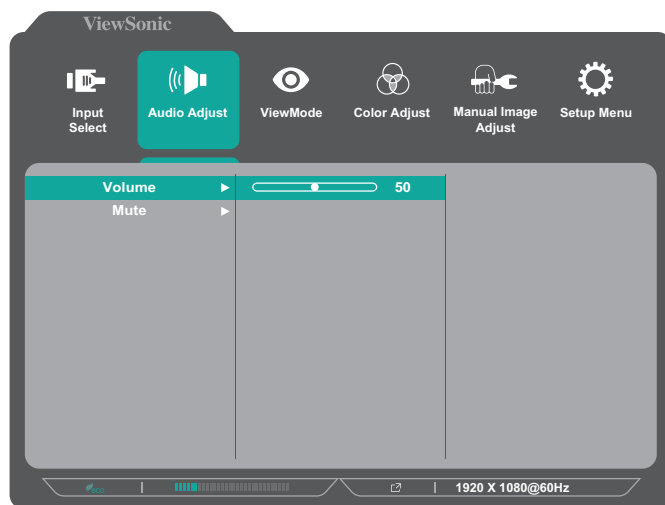 ViewSonic
Input
Select
Audio Adjust
ViewMode
Color Adjust
Manual Image
Adjust
Setup Menu
Volume 50
Mute
eco
1920 X 1080@60Hz